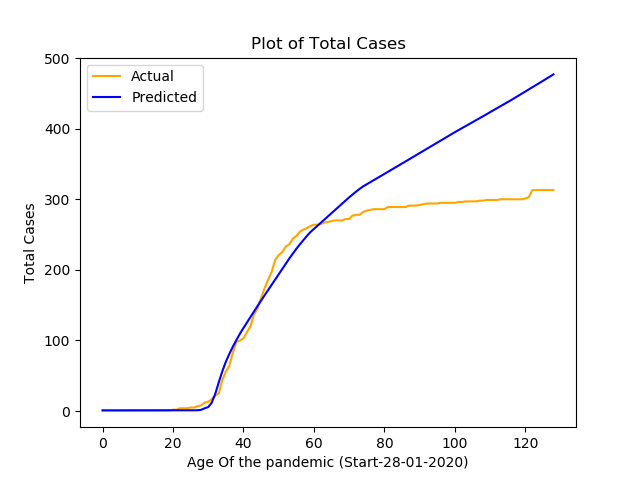 Plot of Total Cases
Actual
Predicted
500
400
300
200
100
0
Total Cases
0 20 40 60 80 100 120
Age Of the pandemic (Start-28-01-2020)